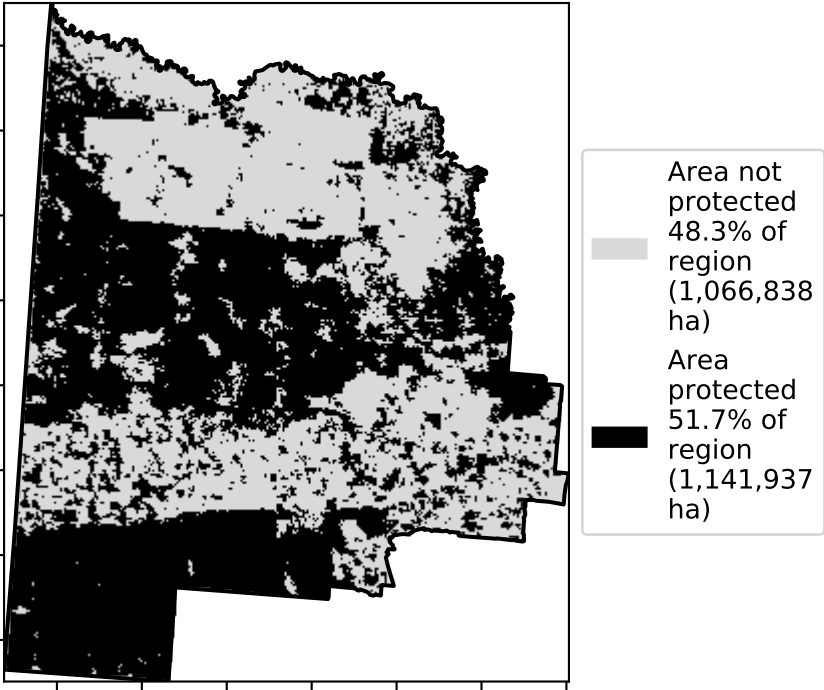 Area not
protected
48.3% of
region
(1,066,838
ha)
Area
protected
51.7% of
region
(1,141,937
ha)